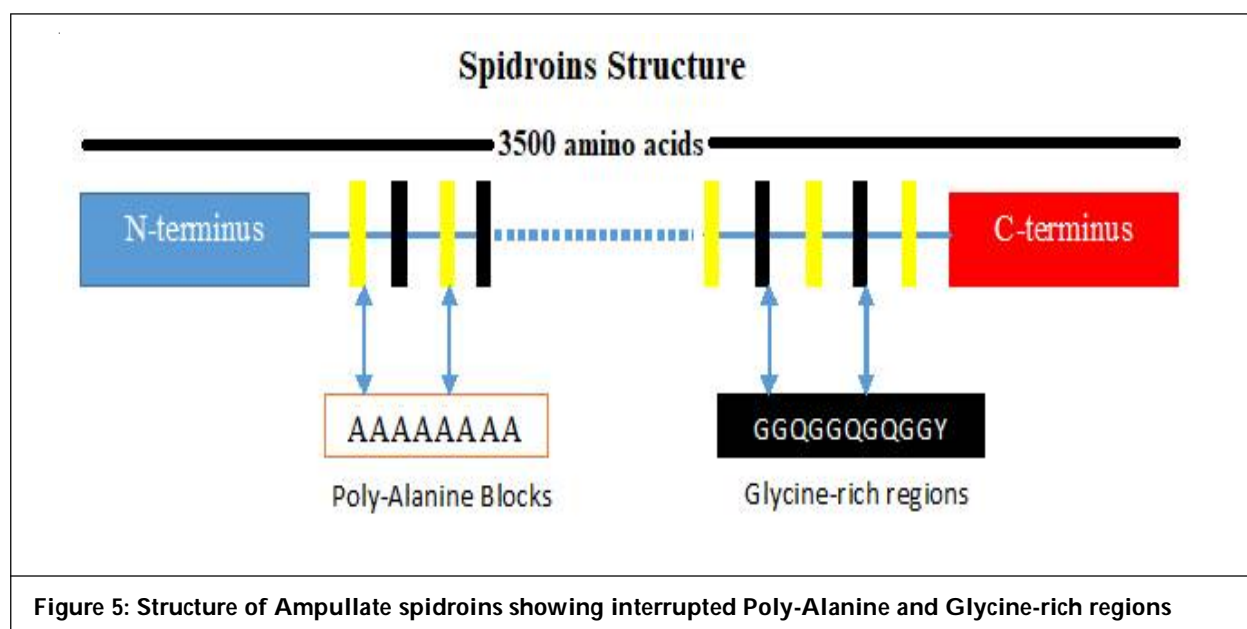 Spidroins Structure
3500 amino acids
N-terminus
C-terminus
AAAAAAAA
GGQGGQGQGGY
Poly-Alanine Blocks
Glycine-rich regions
Figure 5: Structure of Ampullate spidroins showing interrupted Poly-Alanine and Glycine-rich regions